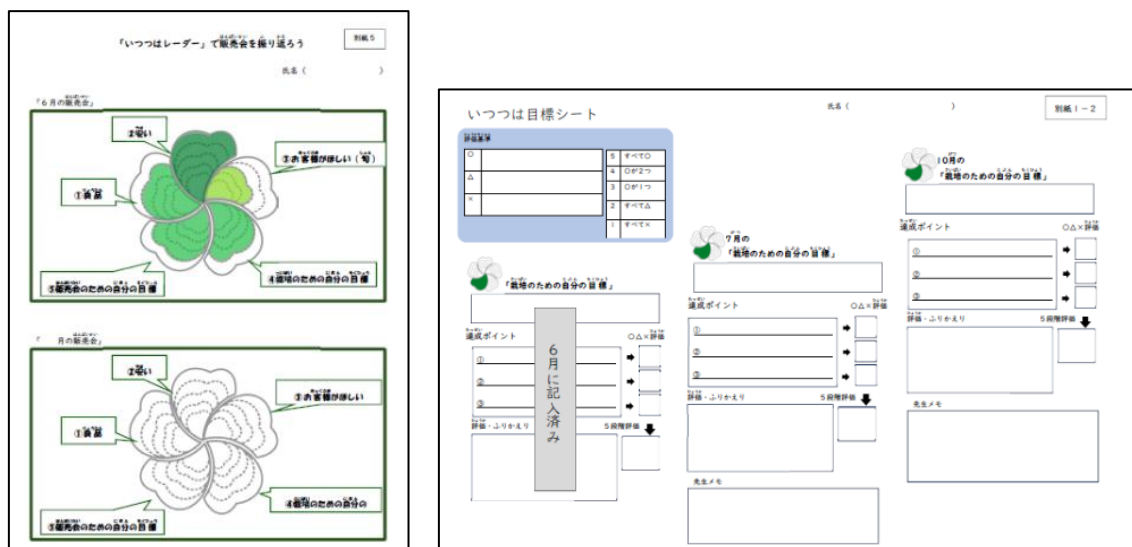 「いつつはレーダー」で販売会を振り返ろう
別紙5
氏名（　　　　　）
「6月の販売会」
②安い
③お客様がほしい（旬）
①良品
⑤販売会のための自分の目標
④栽培のための自分の目標
「　　月の販売会」
②安い
③お客様がほしい
①良品
④栽培のための自分の
⑤販売会のための自分の目標
いつつは目標シート
氏名（　　　　　）
別紙1-2
評価基準
○
△
×
5 すべて○
4 ○が2つ
3 ○が1つ
2 すべて△
1 すべて×
「栽培のための自分の目標」
達成ポイント
○△×評価
①
②
③
評価・ふりかえり
5段階評価
6月に記入済み
7月の
「栽培のための自分の目標」
達成ポイント
○△×評価
①
②
③
評価・ふりかえり
5段階評価
先生メモ
10月の
「栽培のための自分の目標」
達成ポイント
○△×評価
①
②
③
評価・ふりかえり
5段階評価
先生メモ